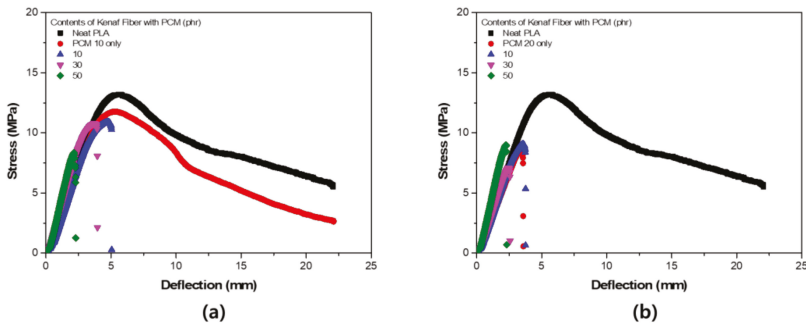 Contents of Kenaf Fiber with PCM (phr)
Neat PLA
PCM 10 only
10
30
50
20
15
10
5
0
Stress (MPa)
0 5 10 15 20 25
Deflection (mm)
(a)
Contents of Kenaf Fiber with PCM (phr)
Neat PLA
PCM 20 only
10
30
50
20
15
10
5
0
Stress (MPa)
0 5 10 15 20 25
Deflection (mm)
(b)